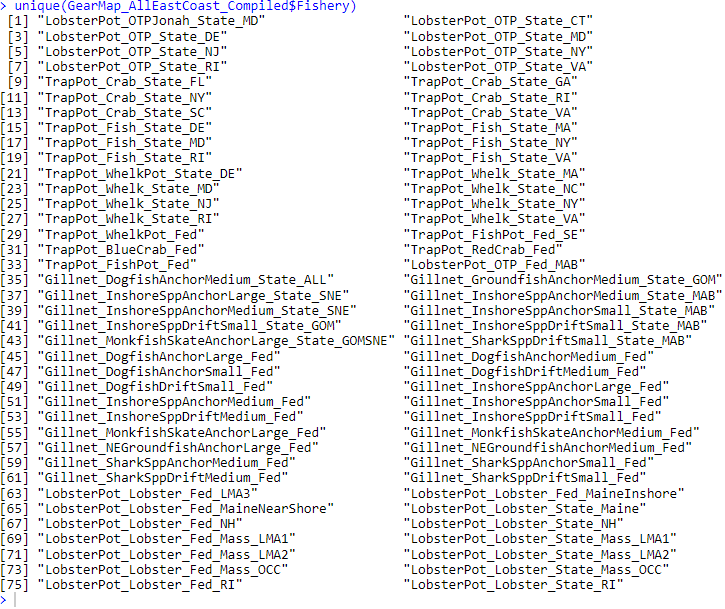 > unique(GearMap_AllEastCoast_Compiled$Fishery)
[1] "LobsterPot_OTPJonah_State_MD" "LobsterPot_OTP_State_CT"
[3] "LobsterPot_OTP_State_DE" "LobsterPot_OTP_State_MD"
[5] "LobsterPot_OTP_State_NJ" "LobsterPot_OTP_State_NY"
[7] "LobsterPot_OTP_State_RI" "LobsterPot_OTP_State_VA"
[9] "TrapPot_Crab_State_FL" "TrapPot_Crab_State_GA"
[11] "TrapPot_Crab_State_NY" "TrapPot_Crab_State_RI"
[13] "TrapPot_Crab_State_SC" "TrapPot_Crab_State_VA"
[15] "TrapPot_Fish_State_DE" "TrapPot_Fish_State_MA"
[17] "TrapPot_Fish_State_MD" "TrapPot_Fish_State_NY"
[19] "TrapPot_Fish_State_RI" "TrapPot_Fish_State_VA"
[21] "TrapPot_WhelkPot_State_DE" "TrapPot_Whelk_State_MA"
[23] "TrapPot_Whelk_State_MD" "TrapPot_Whelk_State_NC"
[25] "TrapPot_Whelk_State_NJ" "TrapPot_Whelk_State_NY"
[27] "TrapPot_Whelk_State_RI" "TrapPot_Whelk_State_VA"
[29] "TrapPot_WhelkPot_Fed" "TrapPot_FishPot_Fed_SE"
[31] "TrapPot_BlueCrab_Fed" "TrapPot_RedCrab_Fed"
[33] "TrapPot_FishPot_Fed" "LobsterPot_OTP_Fed_MAB"
[35] "Gillnet_DogfishAnchorMedium_State_ALL" "Gillnet_GroundfishAnchorMedium_State_GOM"
[37] "Gillnet_InshoreSppAnchorLarge_State_SNE" "Gillnet_InshoreSppAnchorMedium_State_MAB"
[39] "Gillnet_InshoreSppAnchorMedium_State_SNE" "Gillnet_InshoreSppAnchorSmall_State_MAB"
[41] "Gillnet_InshoreSppDriftSmall_State_GOM" "Gillnet_InshoreSppDriftSmall_State_MAB"
[43] "Gillnet_MonkfishSkateAnchorLarge_State_GOMSNE" "Gillnet_SharkSppDriftSmall_State_MAB"
[45] "Gillnet_DogfishAnchorLarge_Fed" "Gillnet_DogfishAnchorMedium_Fed"
[47] "Gillnet_DogfishAnchorSmall_Fed" "Gillnet_DogfishDriftMedium_Fed"
[49] "Gillnet_DogfishDriftSmall_Fed" "Gillnet_InshoreSppAnchorLarge_Fed"
[51] "Gillnet_InshoreSppAnchorMedium_Fed" "Gillnet_InshoreSppAnchorSmall_Fed"
[53] "Gillnet_InshoreSppDriftMedium_Fed" "Gillnet_InshoreSppDriftSmall_Fed"
[55] "Gillnet_MonkfishSkateAnchorLarge_Fed" "Gillnet_MonkfishSkateAnchorMedium_Fed"
[57] "Gillnet_NEGroundfishAnchorLarge_Fed" "Gillnet_NEGroundfishAnchorMedium_Fed"
[59] "Gillnet_SharkSppAnchorMedium_Fed" "Gillnet_SharkSppAnchorSmall_Fed"
[61] "Gillnet_SharkSppDriftMedium_Fed" "Gillnet_SharkSppDriftSmall_Fed"
[63] "LobsterPot_Lobster_Fed_LMA3" "LobsterPot_Lobster_Fed_MaineInshore"
[65] "LobsterPot_Lobster_Fed_MaineNearShore" "LobsterPot_Lobster_State_Maine"
[67] "LobsterPot_Lobster_Fed_NH" "LobsterPot_Lobster_State_NH"
[69] "LobsterPot_Lobster_Fed_Mass_LMA1" "LobsterPot_Lobster_State_Mass_LMA1"
[71] "LobsterPot_Lobster_Fed_Mass_LMA2" "LobsterPot_Lobster_State_Mass_LMA2"
[73] "LobsterPot_Lobster_Fed_Mass_OCC" "LobsterPot_Lobster_State_Mass_OCC"
[75] "LobsterPot_Lobster_Fed_RI" "LobsterPot_Lobster_State_RI"
>